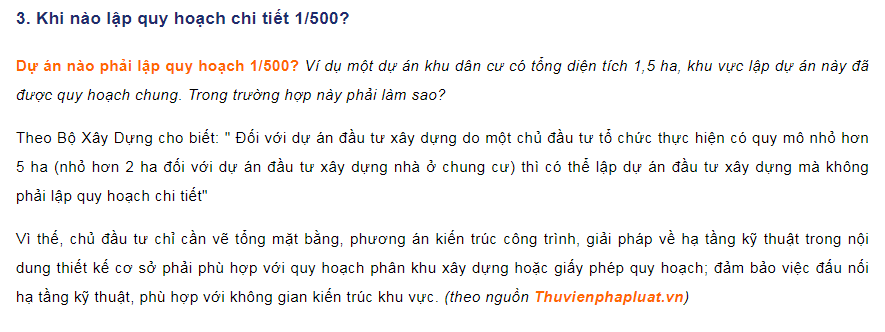 3. Khi nào lập quy hoạch chi tiết 1/500?
Dự án nào phải lập quy hoạch 1/500? Ví dụ một dự án khu dân cư có tổng diện tích 1,5 ha, khu vực lập dự án này đã
được quy hoạch chung. Trong trường hợp này phải làm sao?
Theo Bộ Xây Dựng cho biết: " Đối với dự án đầu tư xây dựng do một chủ đầu tư tổ chức thực hiện có quy mô nhỏ hơn
5 ha (nhỏ hơn 2 ha đối với dự án đầu tư xây dựng nhà ở chung cư) thì có thể lập dự án đầu tư xây dựng mà không
phải lập quy hoạch chi tiết"
Vì thế, chủ đầu tư chỉ cần vẽ tổng mặt bằng, phương án kiến trúc công trình, giải pháp về hạ tầng kỹ thuật trong nội
dung thiết kế cơ sở phải phù hợp với quy hoạch phân khu xây dựng hoặc giấy phép quy hoạch; đảm bảo việc đấu nối
hạ tầng kỹ thuật, phù hợp với không gian kiến trúc khu vực. (theo nguồn Thuvienphapluat.vn)